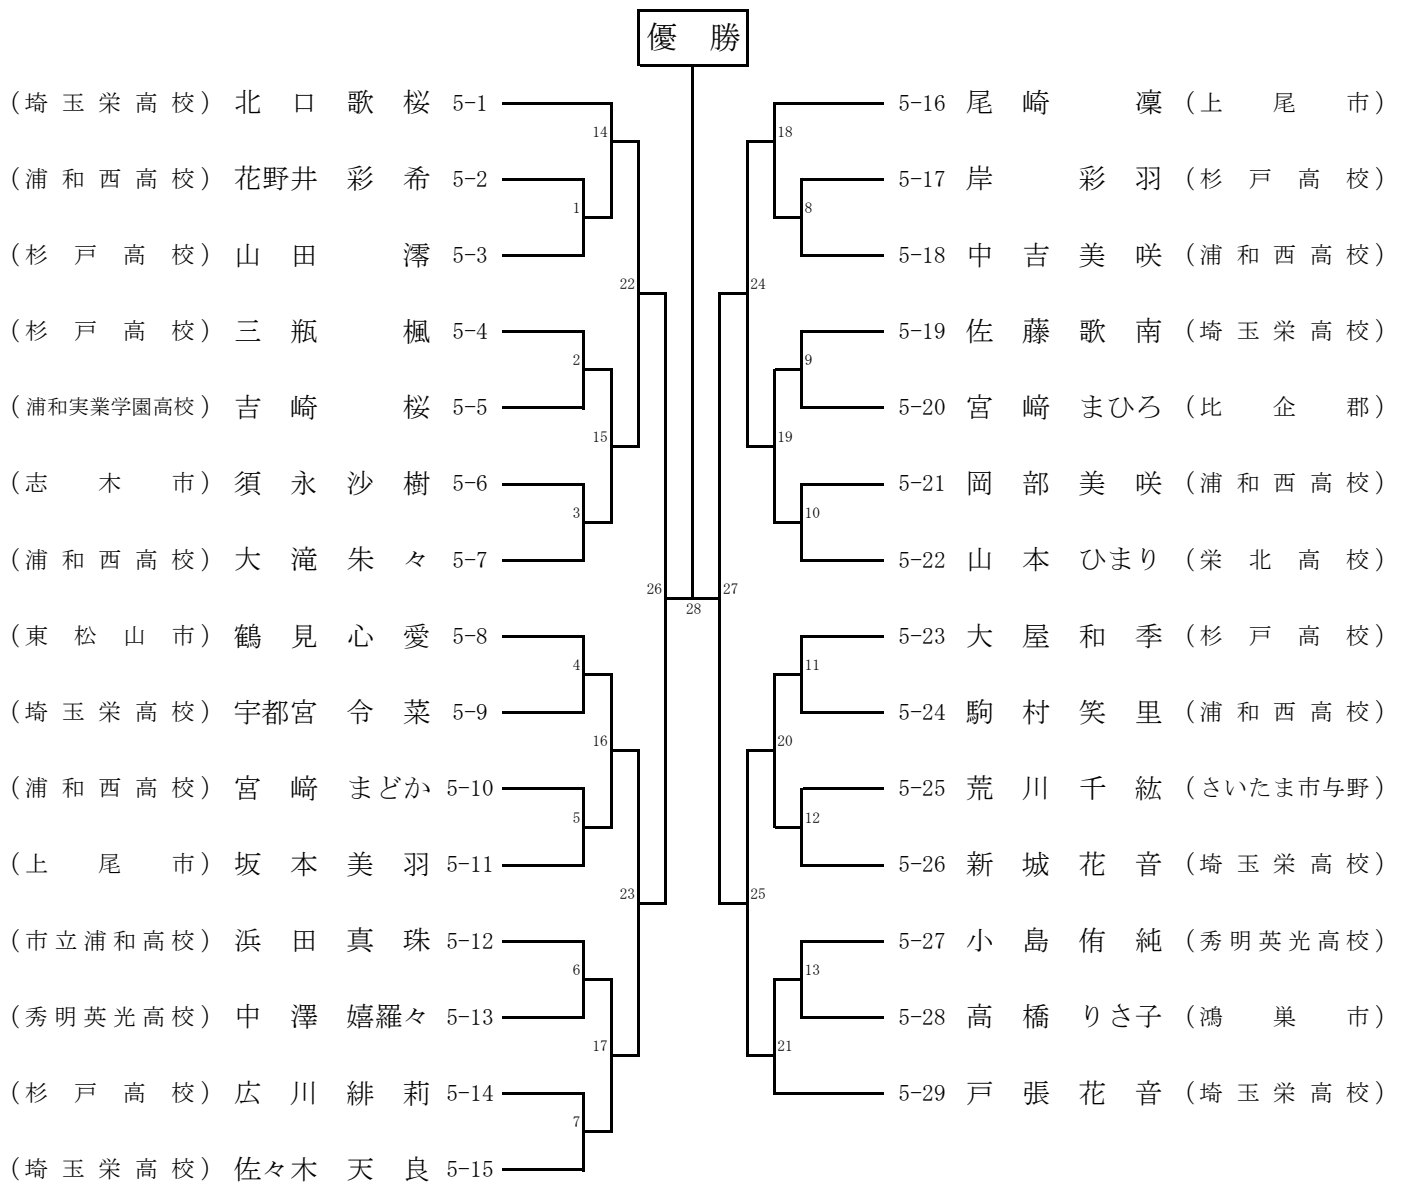 優 勝
(埼玉栄高校) 北口歌桜 5-1
(浦和西高校) 花野井彩希 5-2
(杉戸高校) 山田澪 5-3
(杉戸高校) 三瓶楓 5-4
(浦和実業学園高校) 吉崎桜 5-5
(志木市) 須永沙樹 5-6
(浦和西高校) 大滝朱々 5-7
(東松山市) 鶴見心愛 5-8
(埼玉栄高校) 宇都宮令菜 5-9
(浦和西高校) 宮﨑まどか 5-10
(上尾市) 坂本美羽 5-11
(市立浦和高校) 浜田真珠 5-12
(秀明英光高校) 中澤嬉羅々 5-13
(杉戸高校) 広川緋莉 5-14
(埼玉栄高校) 佐々木天良 5-15
1
2
3
4
5
6
7
14
15
16
17
22
23
26
28
27
24
25
18
19
20
21
8
9
10
11
12
13
5-16 尾崎凜 (上尾市)
5-17 岸彩羽 (杉戸高校)
5-18 中吉美咲 (浦和西高校)
5-19 佐藤歌南 (埼玉栄高校)
5-20 宮﨑まひろ (比企郡)
5-21 岡部美咲 (浦和西高校)
5-22 山本ひまり (栄北高校)
5-23 大屋和季 (杉戸高校)
5-24 駒村笑里 (浦和西高校)
5-25 荒川千紘 (さいたま市与野)
5-26 新城花音 (埼玉栄高校)
5-27 小島侑純 (秀明英光高校)
5-28 高橋りさ子 (鴻巣市)
5-29 戸張花音 (埼玉栄高校)